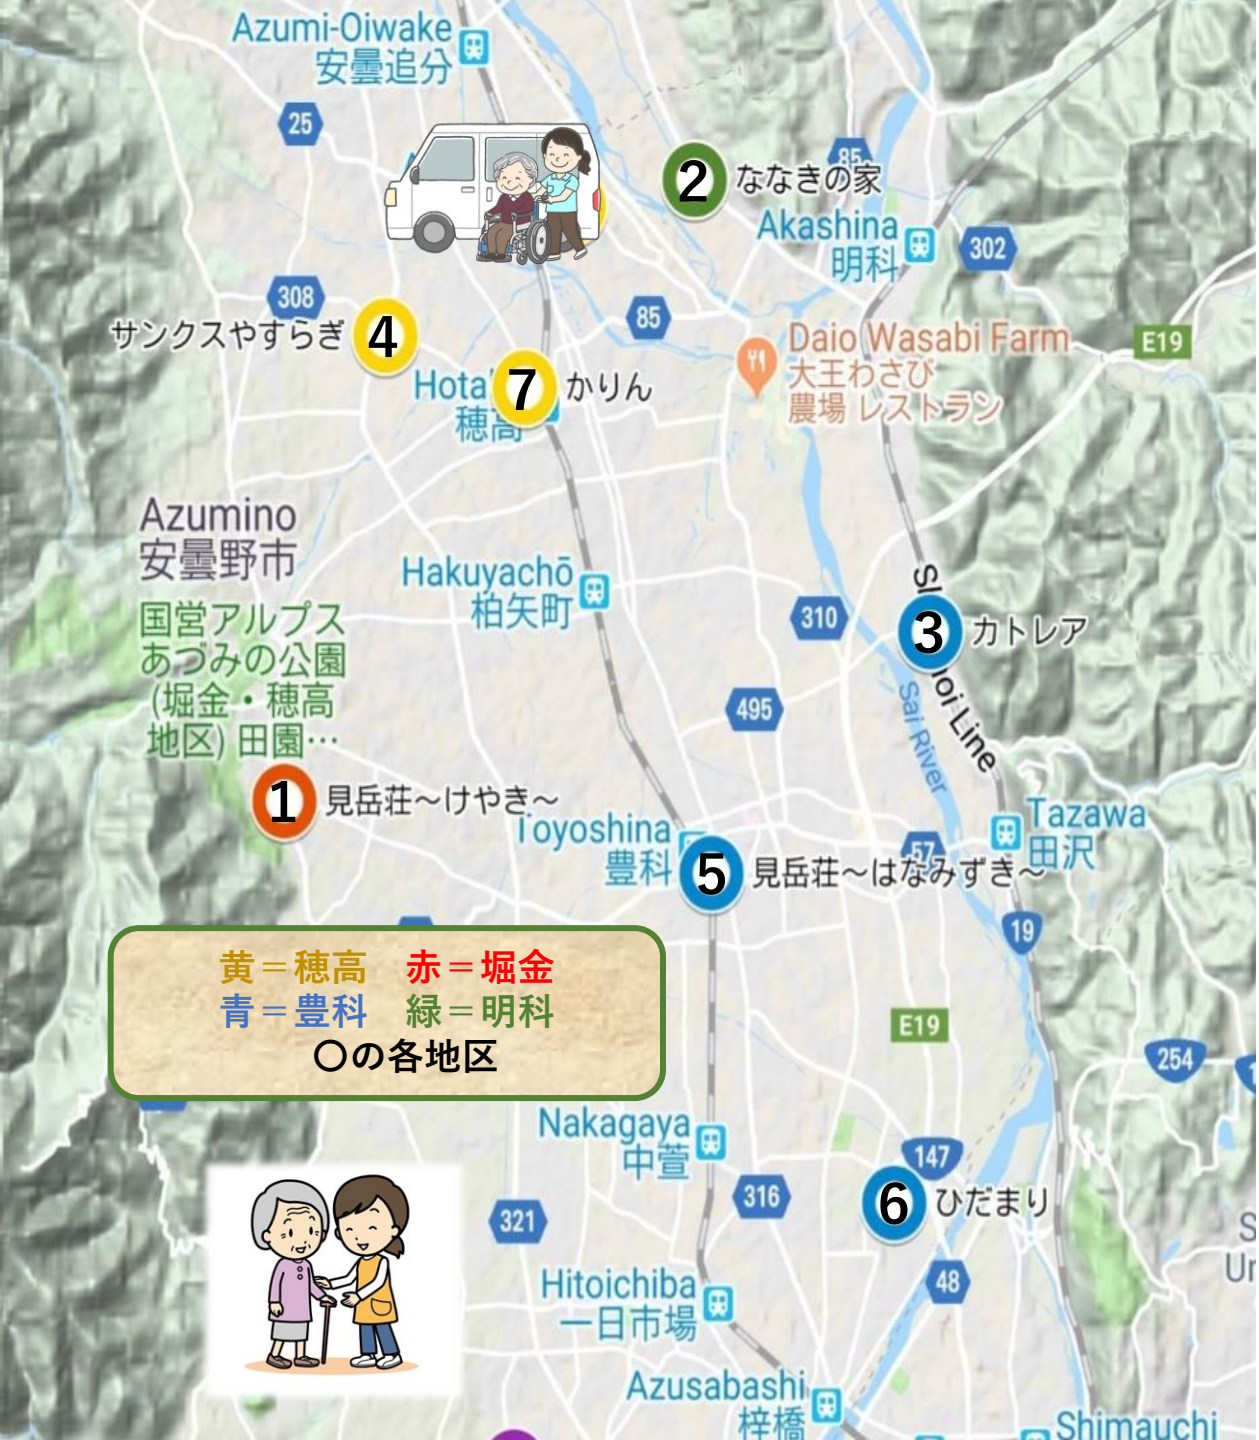 Azumi-Oiwake
安曇追分
25
2
ななきの家
85
Akashina
明科
302
308
サンクスやすらぎ
4
85
Daio Wasabi Farm
大王わさび
農場 レストラン
E19
7
かりん
Hota
穂高
Azumino
安曇野市
Hakuyachō
柏矢町
国営アルプス
あづみの公園
(堀金・穂高
地区) 田園…
310
3
カトレア
oi Line
Sai River
495
1
見岳荘～けやき～
Toyoshina
豊科
5
見岳荘～はなみずき～
57
Tazawa
田沢
19
黄＝穂高 赤＝堀金
青＝豊科 緑＝明科
〇の各地区
E19
254
Nakagaya
中萱
147
316
6
ひだまり
321
48
Hitoichiba
一日市場
Azusabashi
梓橋
Shimauchi